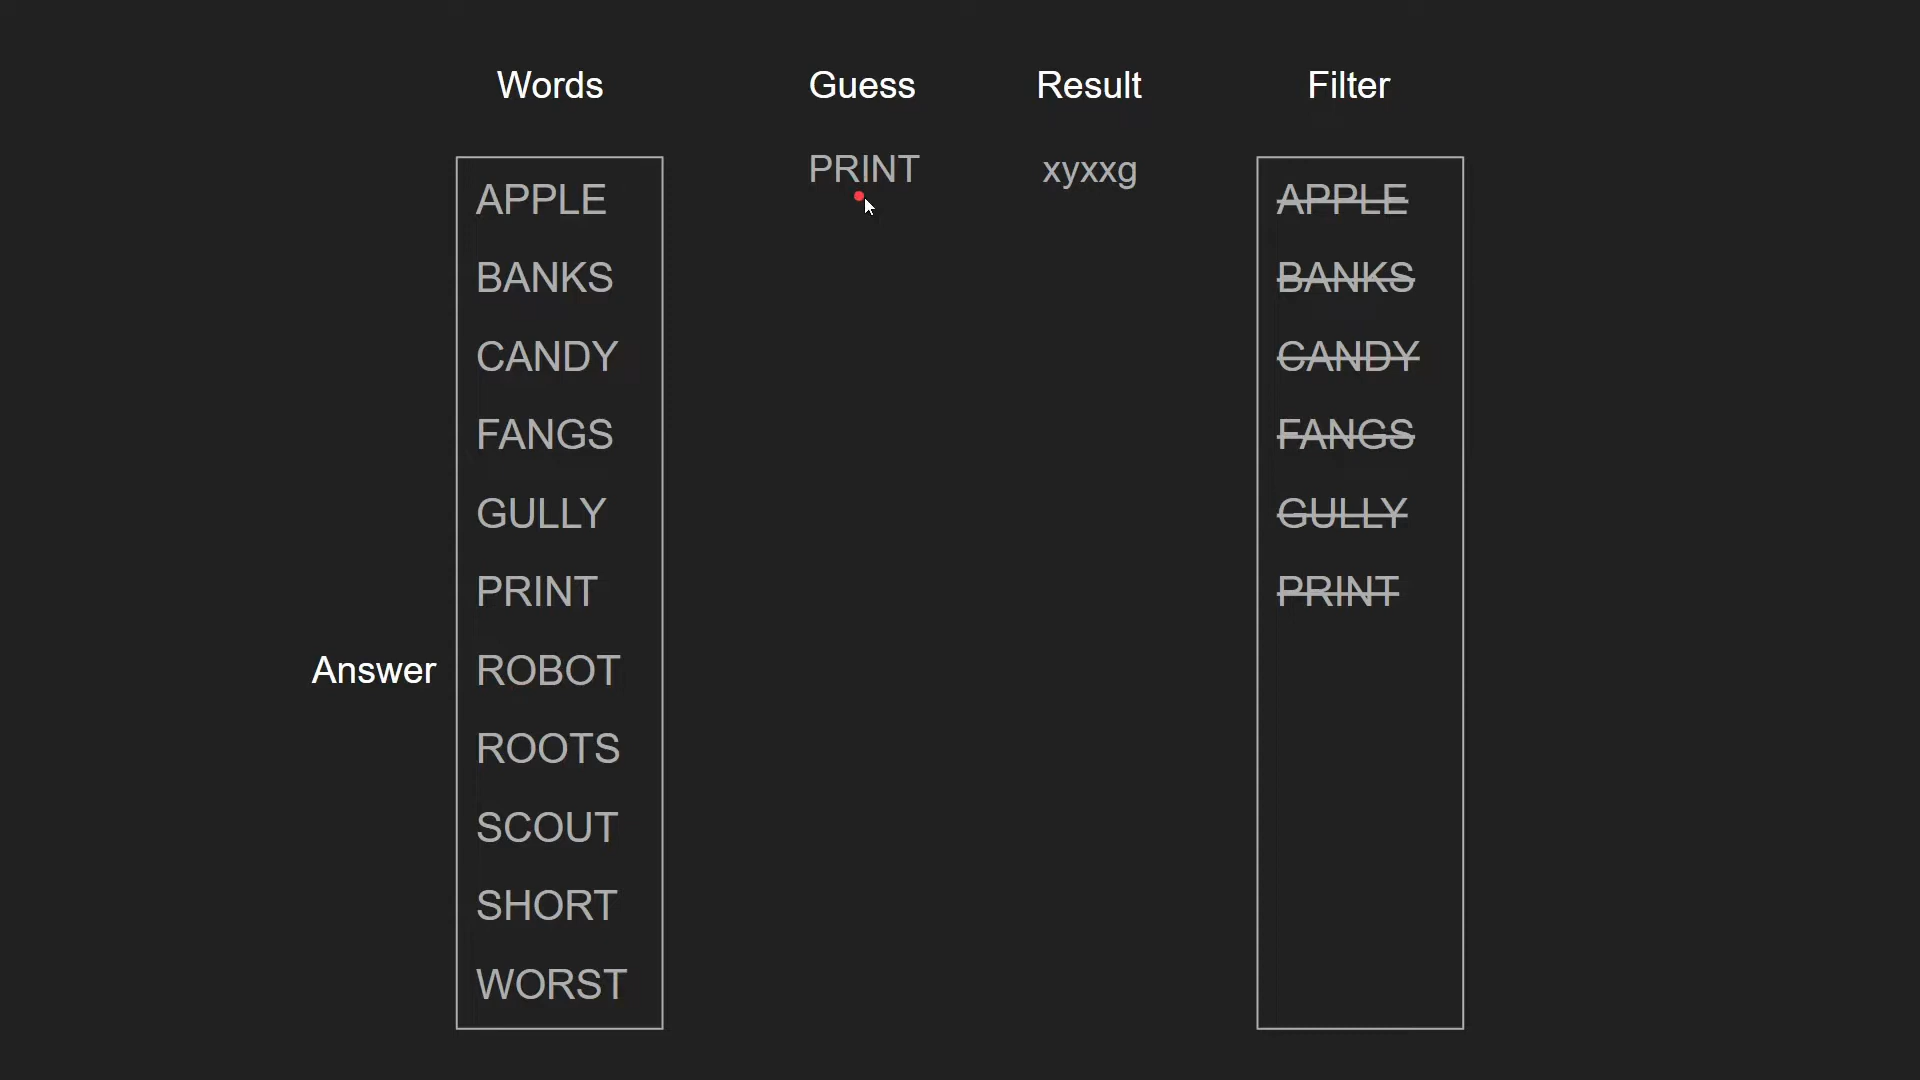 Words Guess Result Filter
PRINT xyxxg
APPLE APPLE
BANKS BANKS
CANDY CANDY
FANGS FANGS
GULLY GULLY
PRINT PRINT
Answer ROBOT
ROOTS
SCOUT
SHORT
WORST